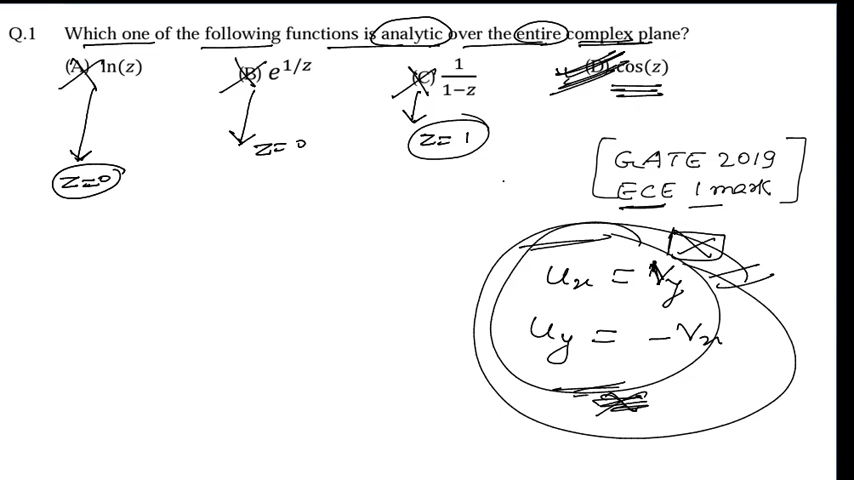 Q.1 Which one of the following functions is analytic over the entire complex plane?
(A) ln(z) (B) e^{1/z} (C) \frac{1}{1-z} (D) cos(z)
z=0 z=0 z=1
GATE 2019
ECE 1 mark
u_x = v_y
u_y = -v_x